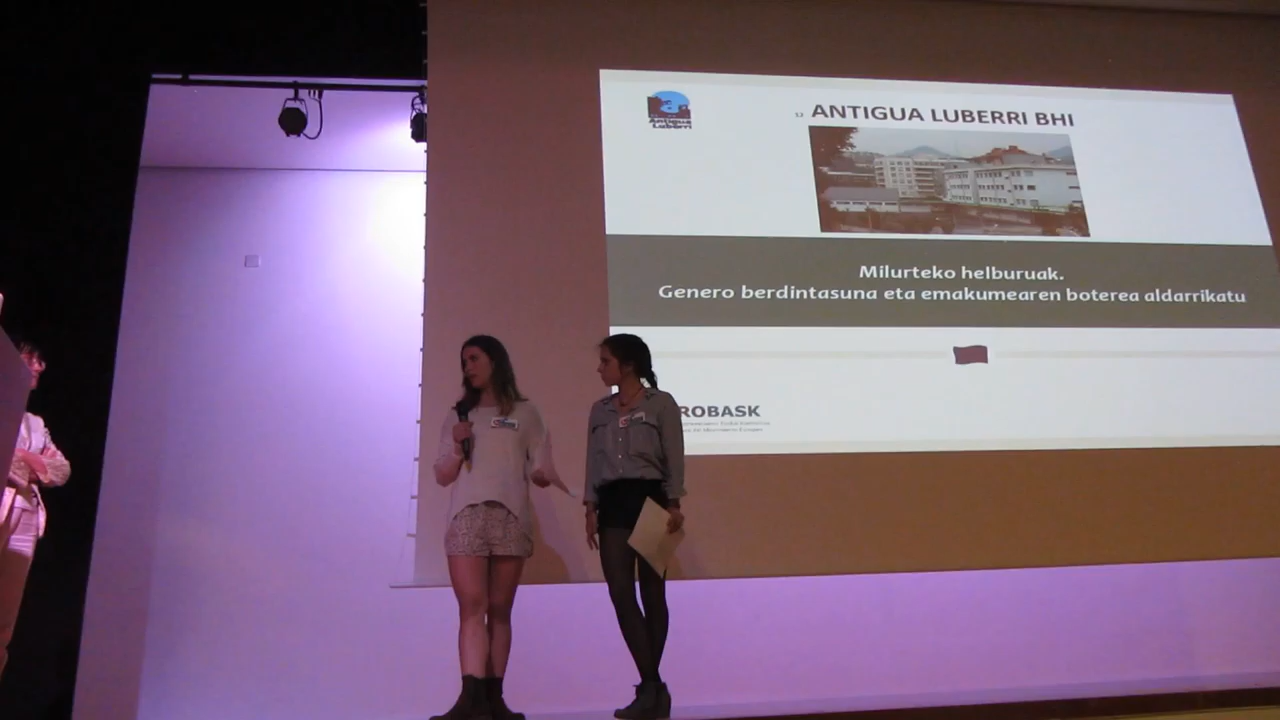 Antigua
Luberri
ANTIGUA LUBERRI BHI
Milurteko helburuak.
Genero berdintasuna eta emakumearen boterea aldarrikatu
ROBASK